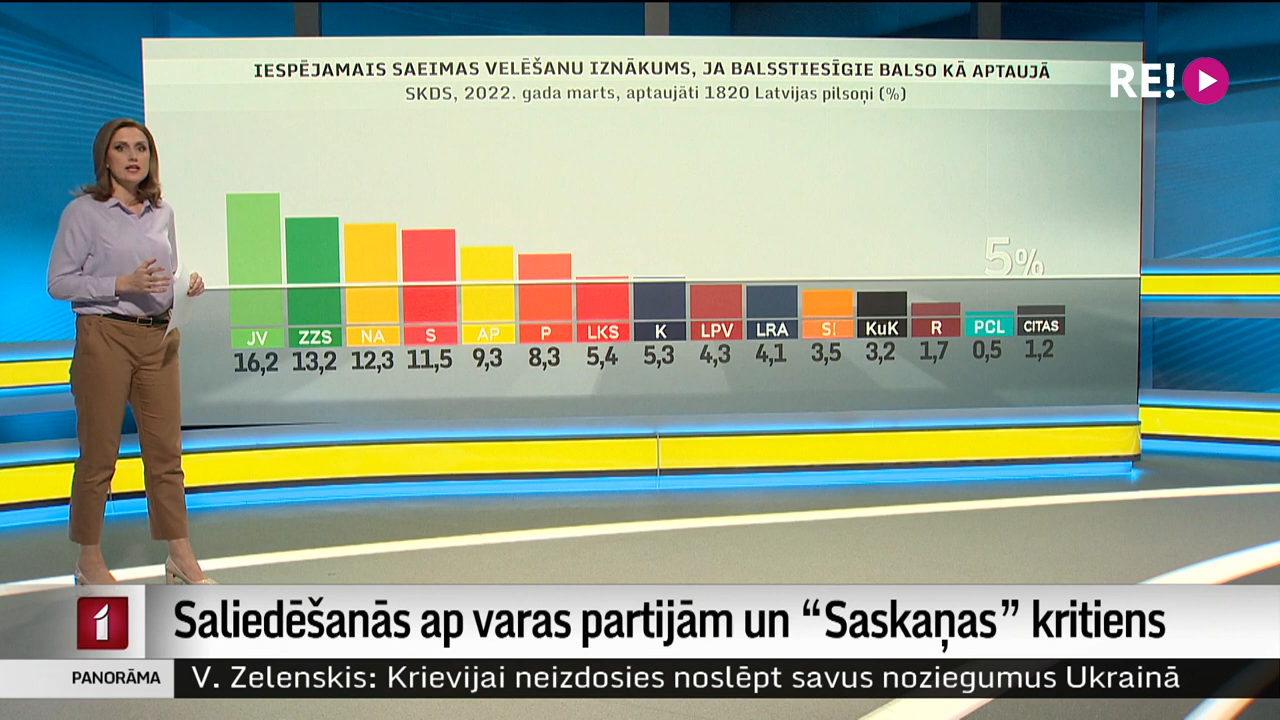 IESPĒJAMAIS SAEIMAS VĒLĒŠANU IZNĀKUMS, JA BALSSTIESĪGIE BALSO KĀ APTAUJĀ
SKDS, 2022. gada marts, aptaujāti 1820 Latvijas pilsoņi (%)
RE!
5%
JV ZZS NA S AP P LKS K LPV LRA S! KuK R PCL CITAS
16,2 13,2 12,3 11,5 9,3 8,3 5,4 5,3 4,3 4,1 3,5 3,2 1,7 0,5 1,2
1
Saliedēšanās ap varas partijām un “Saskaņas” kritiens
PANORĀMA
V. Zelenskis: Krievijai neizdosies noslēpt savus noziegumus Ukrainā